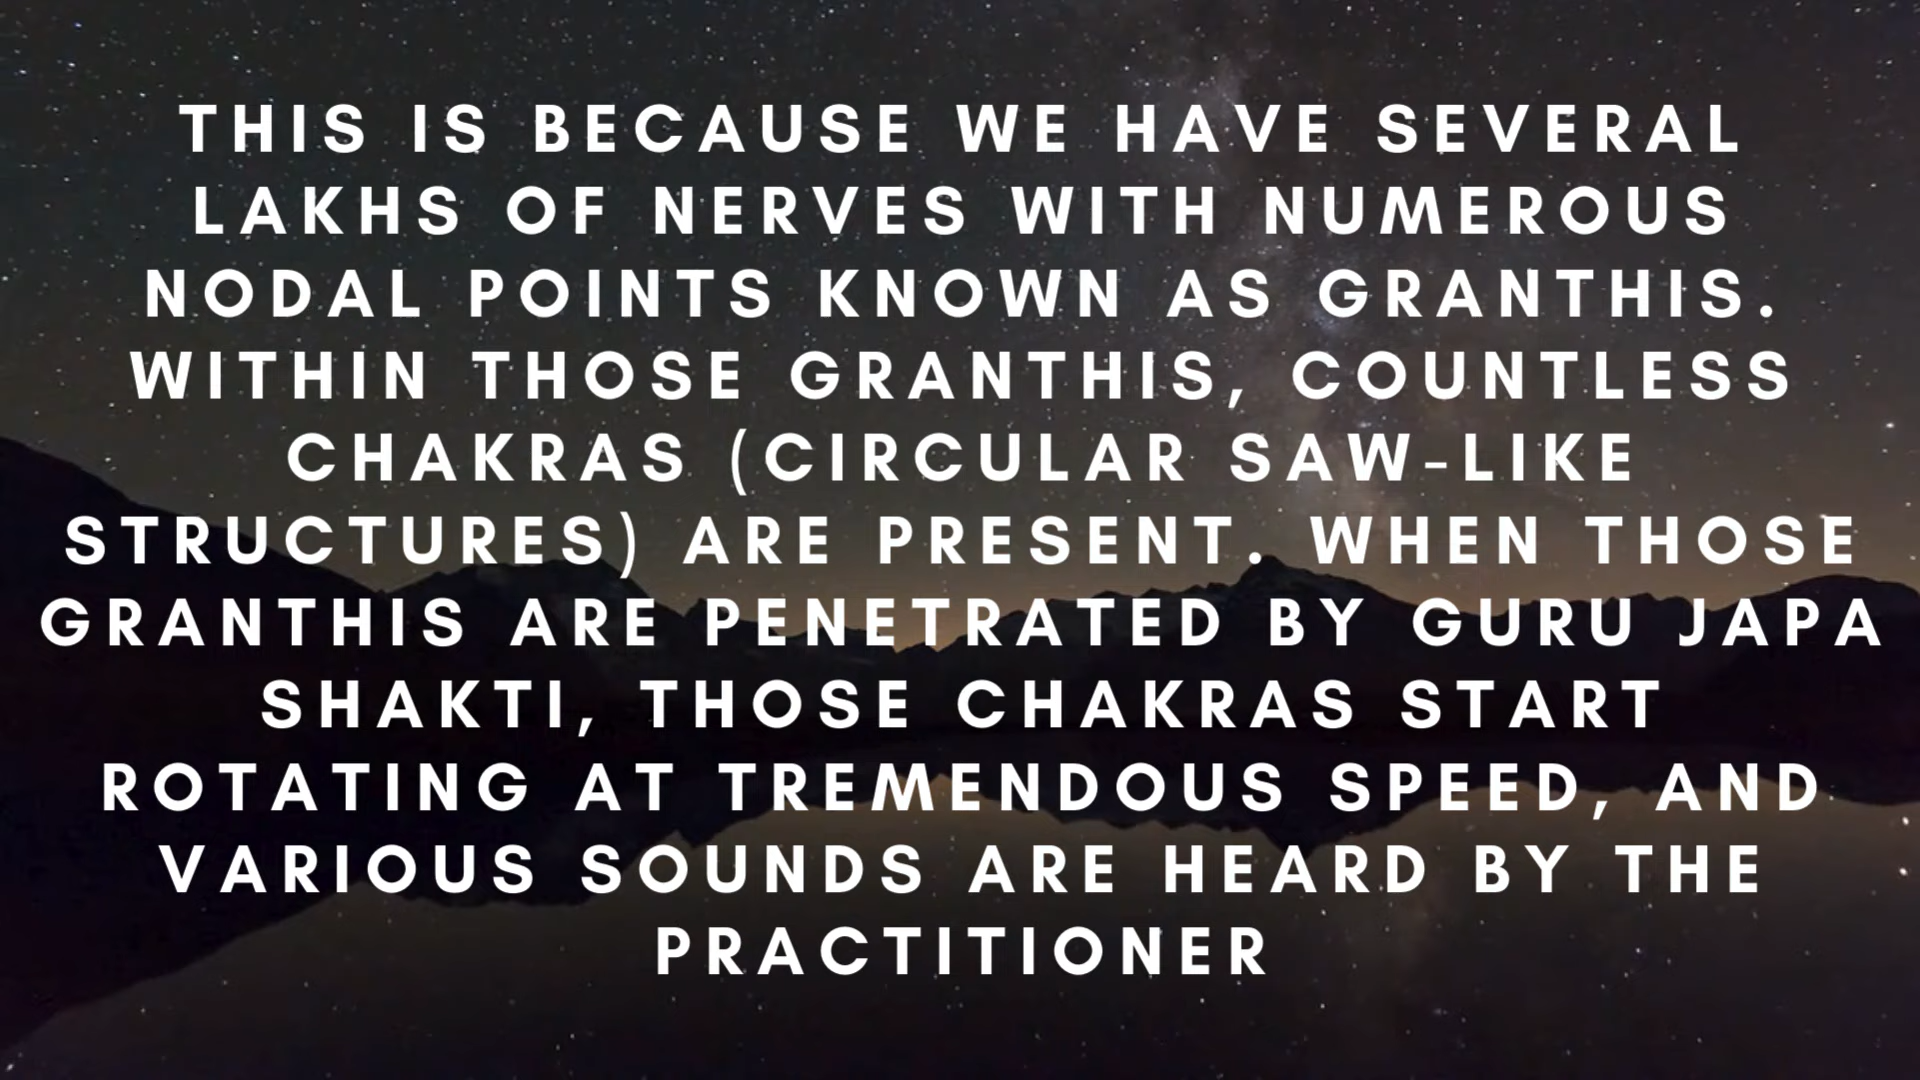 THIS IS BECAUSE WE HAVE SEVERAL
LAKHS OF NERVES WITH NUMEROUS
NODAL POINTS KNOWN AS GRANTHIS.
WITHIN THOSE GRANTHIS, COUNTLESS
CHAKRAS (CIRCULAR SAW-LIKE
STRUCTURES) ARE PRESENT. WHEN THOSE
GRANTHIS ARE PENETRATED BY GURU JAPA
SHAKTI, THOSE CHAKRAS START
ROTATING AT TREMENDOUS SPEED, AND
VARIOUS SOUNDS ARE HEARD BY THE
PRACTITIONER